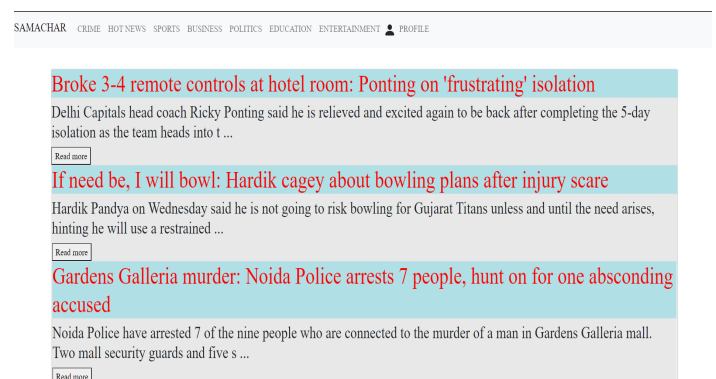 SAMACHAR CRIME HOT NEWS SPORTS BUSINESS POLITICS EDUCATION ENTERTAINMENT PROFILE
Broke 3-4 remote controls at hotel room: Ponting on 'frustrating' isolation
Delhi Capitals head coach Ricky Ponting said he is relieved and excited again to be back after completing the 5-day
isolation as the team heads into t ...
Read more
If need be, I will bowl: Hardik cagey about bowling plans after injury scare
Hardik Pandya on Wednesday said he is not going to risk bowling for Gujarat Titans unless and until the need arises,
hinting he will use a restrained ...
Read more
Gardens Galleria murder: Noida Police arrests 7 people, hunt on for one absconding
accused
Noida Police have arrested 7 of the nine people who are connected to the murder of a man in Gardens Galleria mall.
Two mall security guards and five s ...
Read more